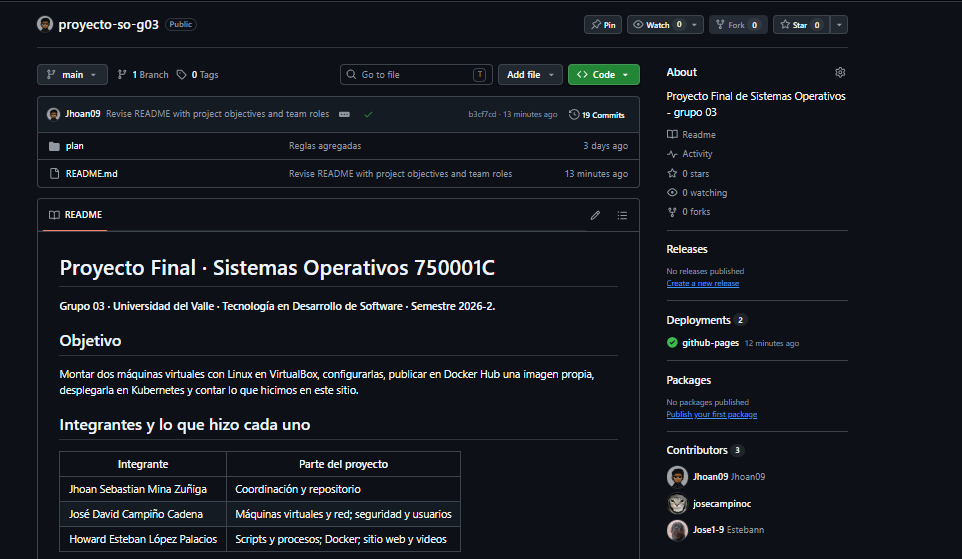 proyecto-so-g03 Public
Pin Watch 0 Fork 0 Star 0
main 1 Branch 0 Tags Go to file T Add file Code
Jhoan09 Revise README with project objectives and team roles b3cf7cd · 13 minutes ago 19 Commits
plan Reglas agregadas 3 days ago
README.md Revise README with project objectives and team roles 13 minutes ago
README
Proyecto Final · Sistemas Operativos 750001C
Grupo 03 · Universidad del Valle · Tecnología en Desarrollo de Software · Semestre 2026-2.
Objetivo
Montar dos máquinas virtuales con Linux en VirtualBox, configurarlas, publicar en Docker Hub una imagen propia,
desplegarla en Kubernetes y contar lo que hicimos en este sitio.
Integrantes y lo que hizo cada uno
Integrante Parte del proyecto
Jhoan Sebastian Mina Zuñiga Coordinación y repositorio
José David Campiño Cadena Máquinas virtuales y red; seguridad y usuarios
Howard Esteban López Palacios Scripts y procesos; Docker; sitio web y videos
About
Proyecto Final de Sistemas Operativos
- grupo 03
Readme
Activity
0 stars
0 watching
0 forks
Releases
No releases published
Create a new release
Deployments 2
github-pages 12 minutes ago
Packages
No packages published
Publish your first package
Contributors 3
Jhoan09 Jhoan09
josecampinoc
Jose1-9 Estebann